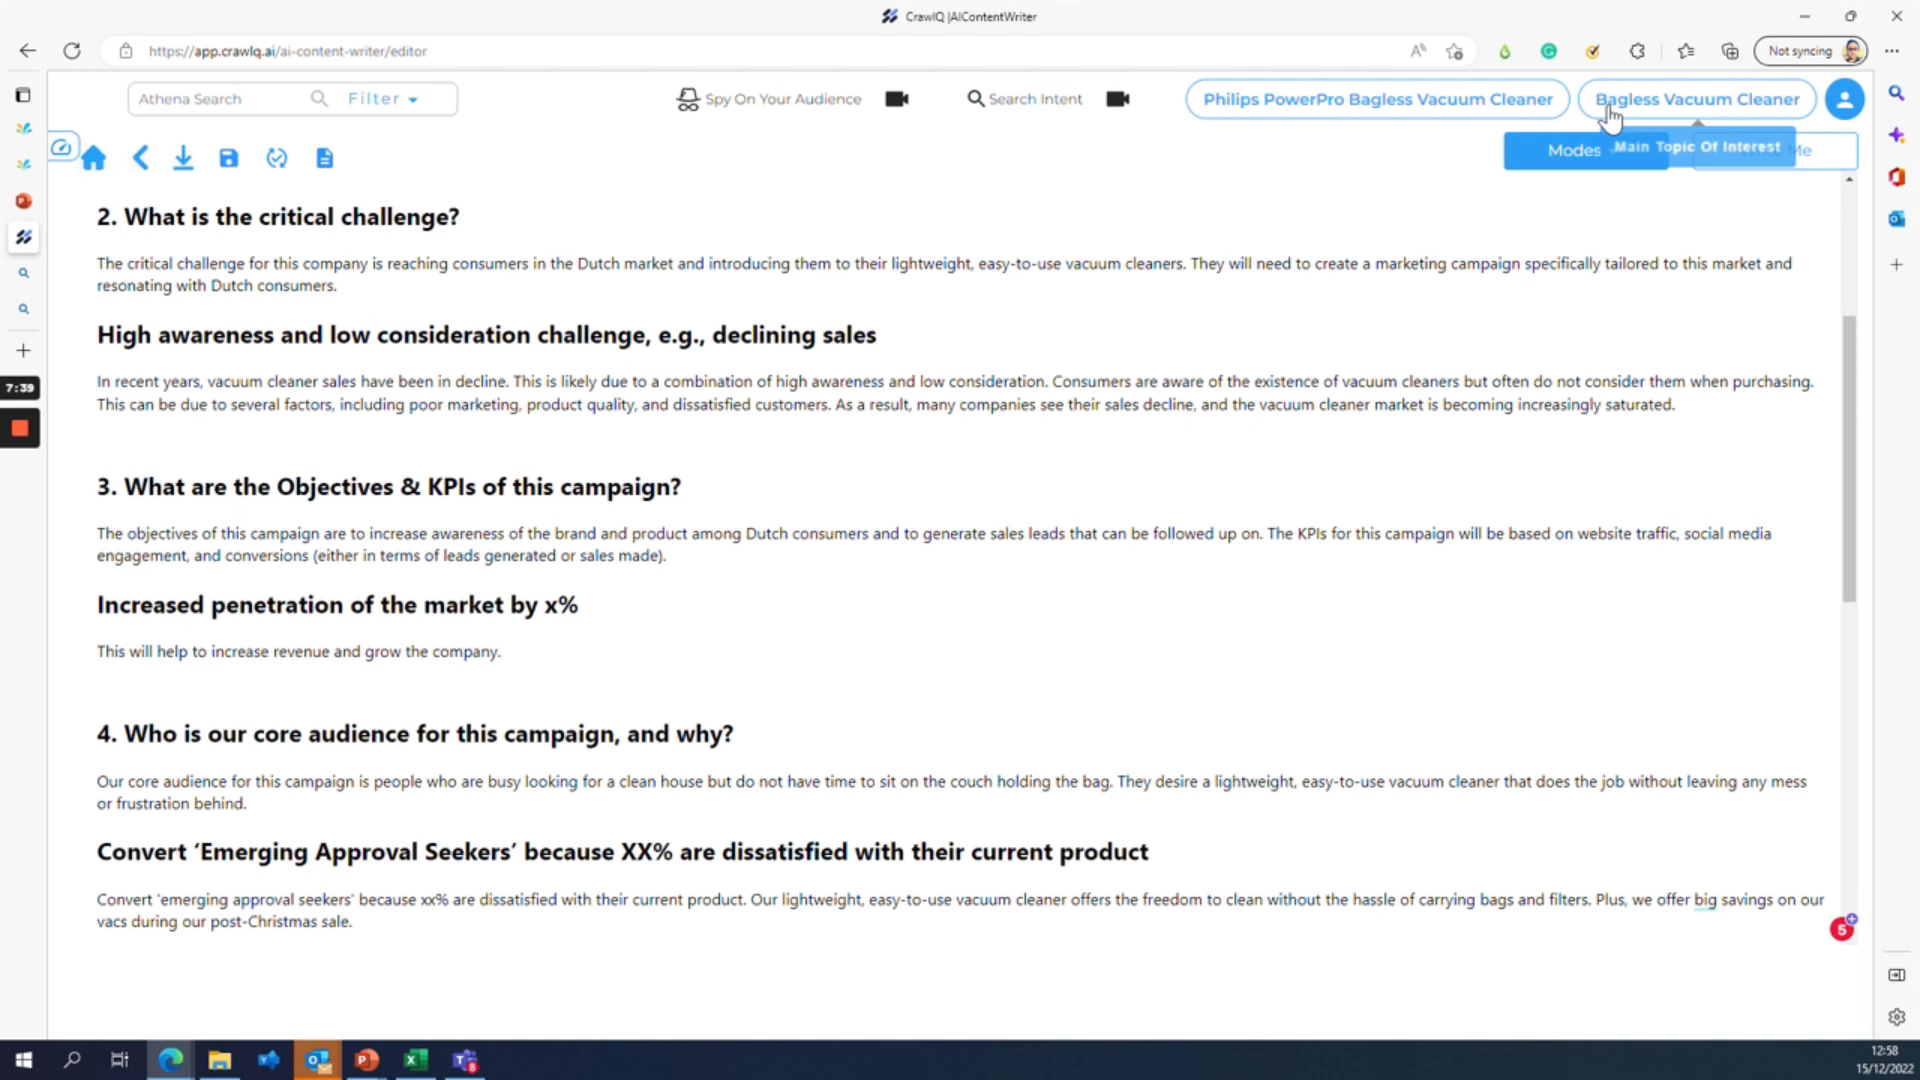 CrawlQ |AIContentWriter
https://app.crawlq.ai/ai-content-writer/editor
Not syncing
Athena Search
Filter
Spy On Your Audience
Search Intent
Philips PowerPro Bagless Vacuum Cleaner
Bagless Vacuum Cleaner
Modes
Main Topic Of Interest
Me
2. What is the critical challenge?
The critical challenge for this company is reaching consumers in the Dutch market and introducing them to their lightweight, easy-to-use vacuum cleaners. They will need to create a marketing campaign specifically tailored to this market and
resonating with Dutch consumers.
High awareness and low consideration challenge, e.g., declining sales
7:39
In recent years, vacuum cleaner sales have been in decline. This is likely due to a combination of high awareness and low consideration. Consumers are aware of the existence of vacuum cleaners but often do not consider them when purchasing.
This can be due to several factors, including poor marketing, product quality, and dissatisfied customers. As a result, many companies see their sales decline, and the vacuum cleaner market is becoming increasingly saturated.
3. What are the Objectives & KPIs of this campaign?
The objectives of this campaign are to increase awareness of the brand and product among Dutch consumers and to generate sales leads that can be followed up on. The KPIs for this campaign will be based on website traffic, social media
engagement, and conversions (either in terms of leads generated or sales made).
Increased penetration of the market by x%
This will help to increase revenue and grow the company.
4. Who is our core audience for this campaign, and why?
Our core audience for this campaign is people who are busy looking for a clean house but do not have time to sit on the couch holding the bag. They desire a lightweight, easy-to-use vacuum cleaner that does the job without leaving any mess
or frustration behind.
Convert ‘Emerging Approval Seekers’ because XX% are dissatisfied with their current product
Convert 'emerging approval seekers' because xx% are dissatisfied with their current product. Our lightweight, easy-to-use vacuum cleaner offers the freedom to clean without the hassle of carrying bags and filters. Plus, we offer big savings on our
vacs during our post-Christmas sale.
5
12:58
15/12/2022